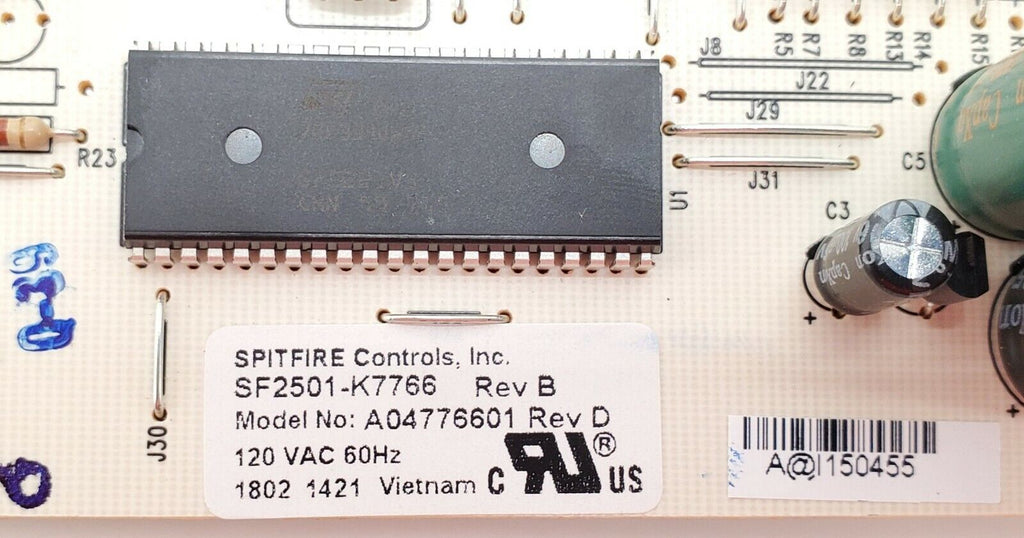 R5
R7
R8
R13
R14
R15
J8
J22
J29
R23
J31
U1
C5
C3
+
J30
+
SPITFIRE Controls, Inc.
SF2501-K7766 Rev B
Model No: A04776601 Rev D
120 VAC 60Hz
1802 1421 Vietnam C RU ® US
A@I150455